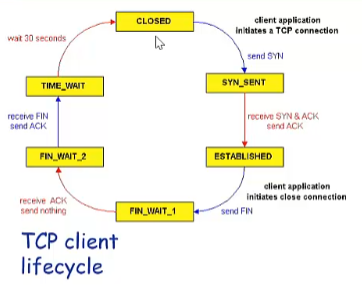 CLOSED
client application
initiates a TCP connection
wait 30 seconds
send SYN
TIME_WAIT
SYN_SENT
receive FIN
send ACK
receive SYN & ACK
send ACK
FIN_WAIT_2
ESTABLISHED
client application
initiates close connection
receive ACK
send nothing
FIN_WAIT_1
send FIN
TCP client
lifecycle